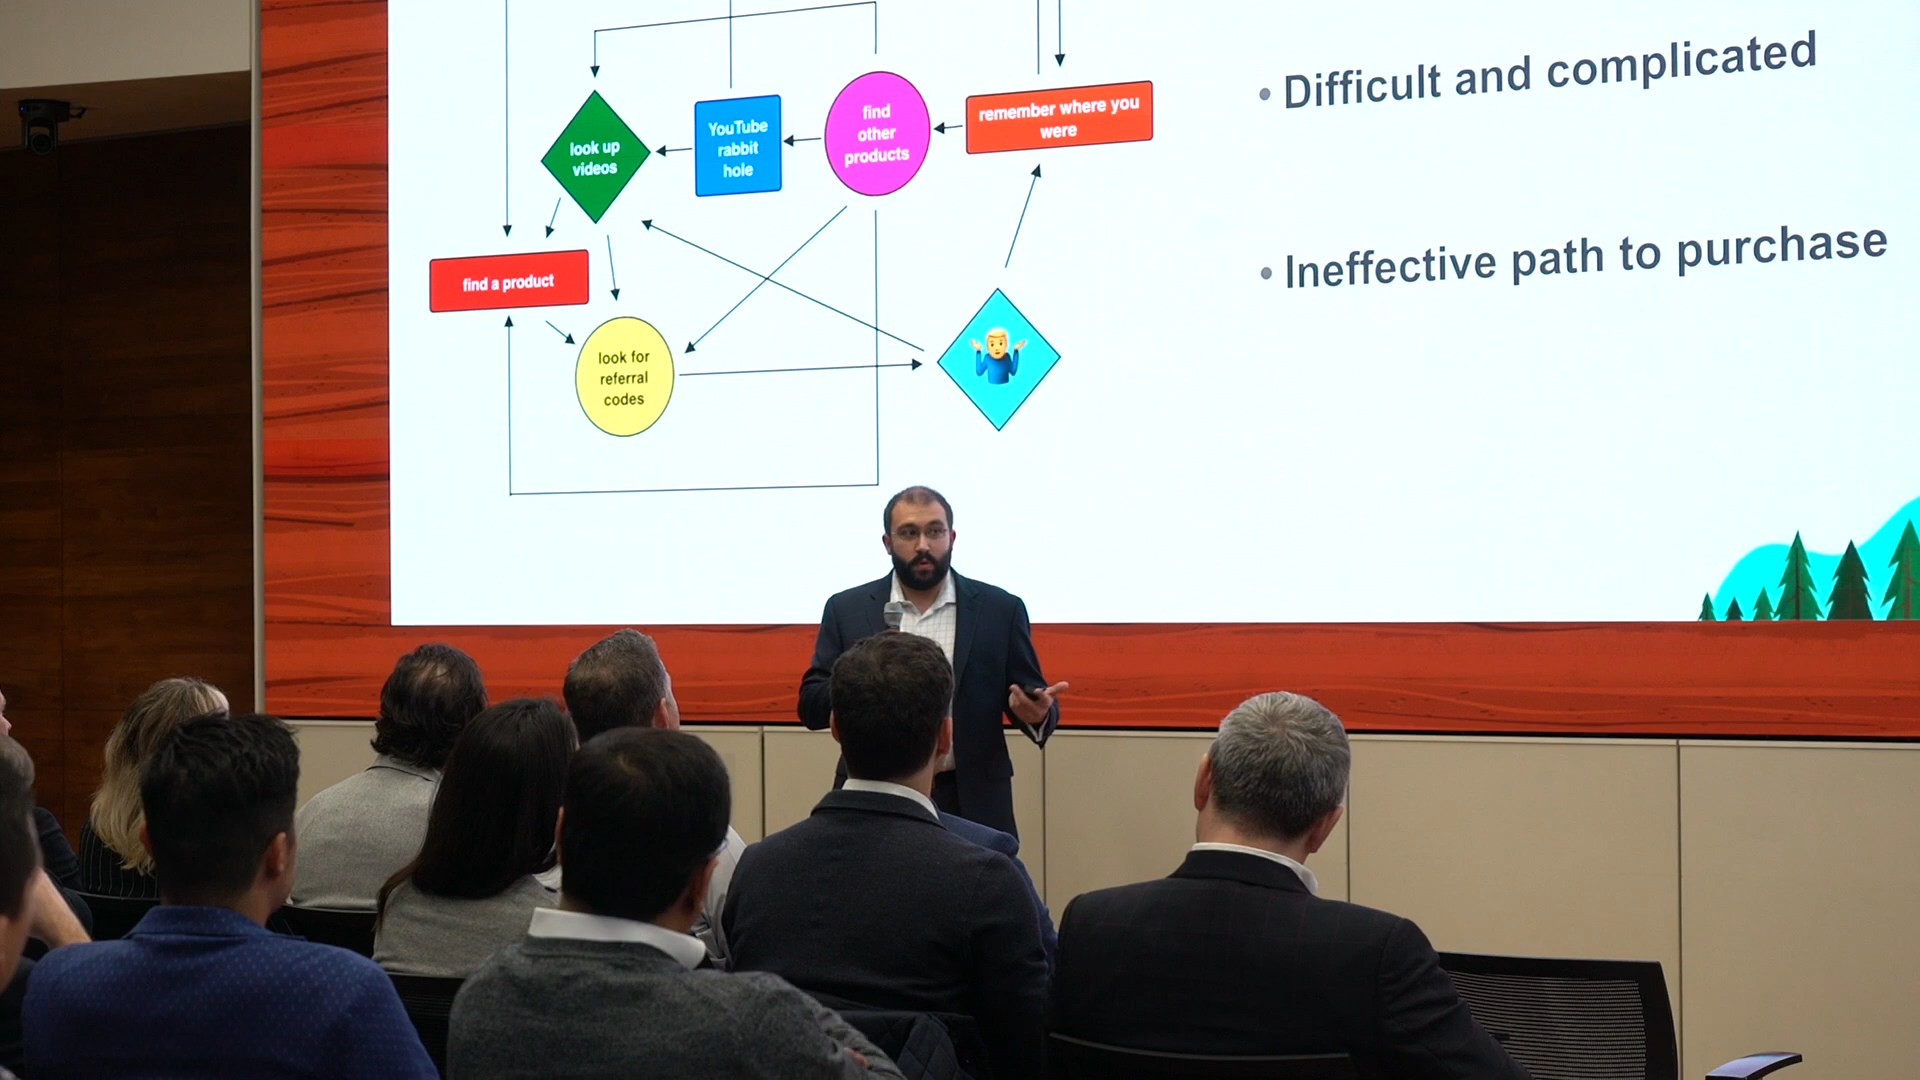 look up
videos
YouTube
rabbit
hole
find
other
products
remember where you
were
find a product
look for
referral
codes
• Difficult and complicated
• Ineffective path to purchase